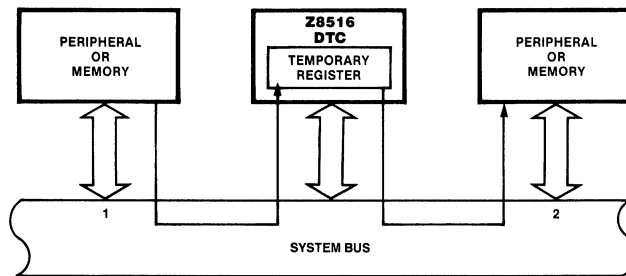 PERIPHERAL
OR
MEMORY
Z8516
DTC
TEMPORARY
REGISTER
PERIPHERAL
OR
MEMORY
1
2
SYSTEM BUS